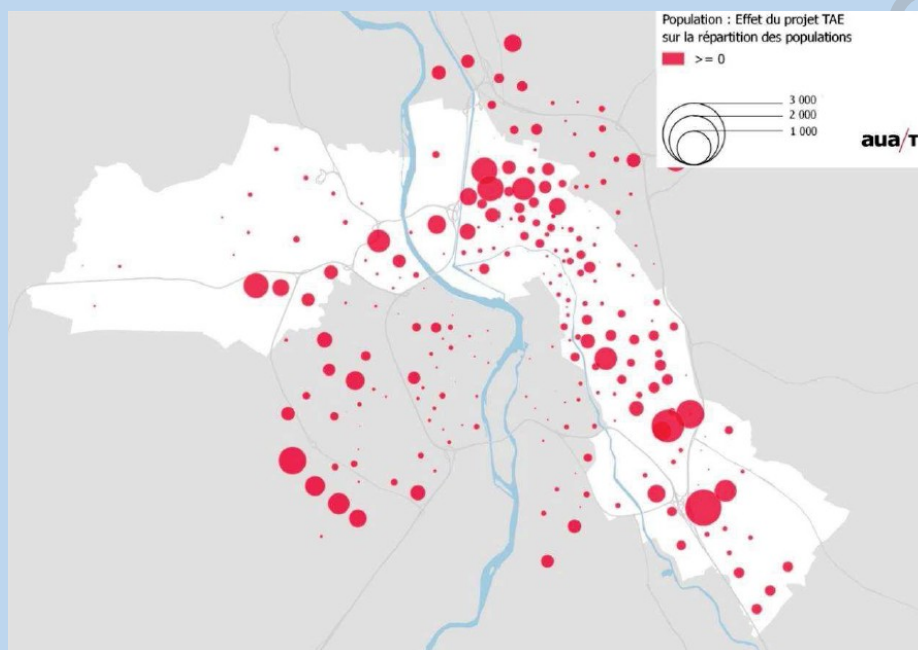 Population : Effet du projet TAE
sur la répartition des populations
>= 0
3 000
2 000
1 000
aua/T